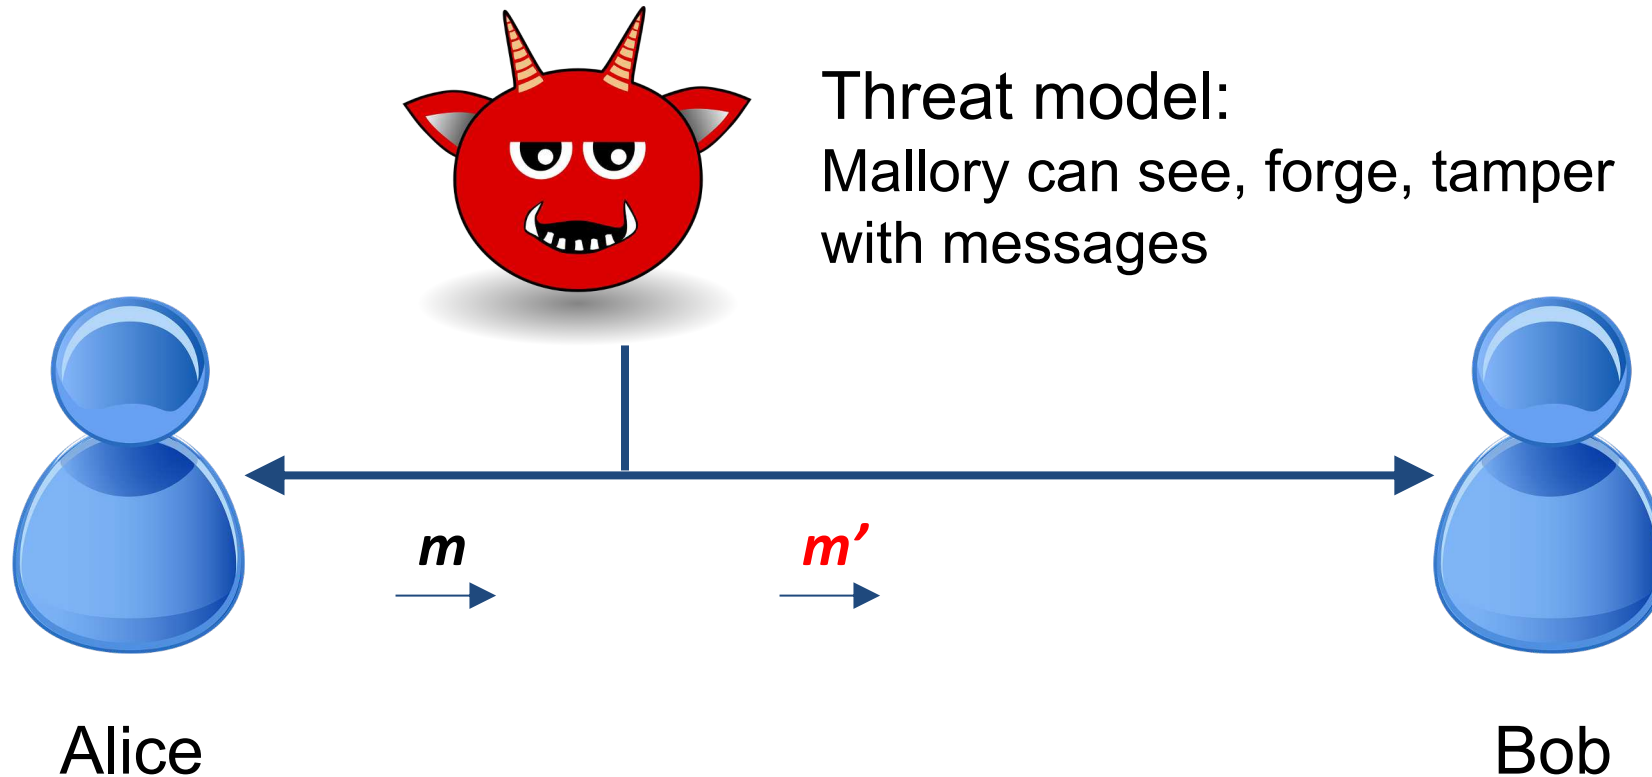 Threat model:
Mallory can see, forge, tamper
with messages
m
m’
Alice
Bob